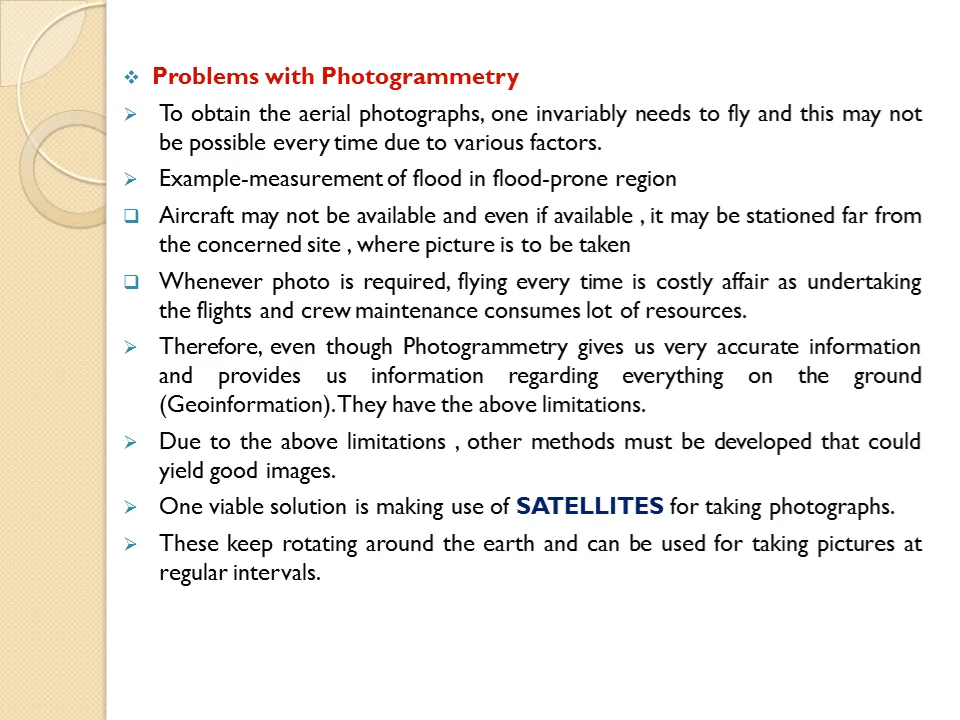 Problems with Photogrammetry
To obtain the aerial photographs, one invariably needs to fly and this may not
be possible every time due to various factors.
Example-measurement of flood in flood-prone region
Aircraft may not be available and even if available , it may be stationed far from
the concerned site , where picture is to be taken
Whenever photo is required, flying every time is costly affair as undertaking
the flights and crew maintenance consumes lot of resources.
Therefore, even though Photogrammetry gives us very accurate information
and provides us information regarding everything on the ground
(Geoinformation). They have the above limitations.
Due to the above limitations , other methods must be developed that could
yield good images.
One viable solution is making use of SATELLITES for taking photographs.
These keep rotating around the earth and can be used for taking pictures at
regular intervals.